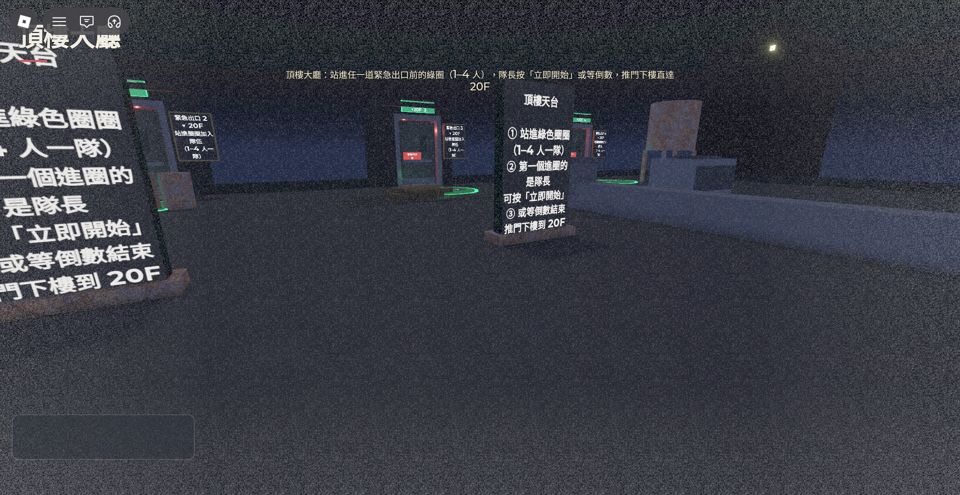 頂樓大廳
頂樓大廳：站進任一道緊急出口前的綠圈（1–4 人），隊長按「立即開始」或等倒數，推門下樓直達
20F
天台
進綠色圈圈
4 人一隊）
一個進圈的
是隊長
「立即開始」
或等倒數結束
門下樓到 20F
緊急出口 2
▼ 20F
站進圈圈加入
隊伍
（1–4 人一
隊）
頂樓天台
① 站進綠色圈圈
（1–4 人一隊）
② 第一個進圈的
是隊長
可按「立即開始」
③ 或等倒數結束
推門下樓到 20F